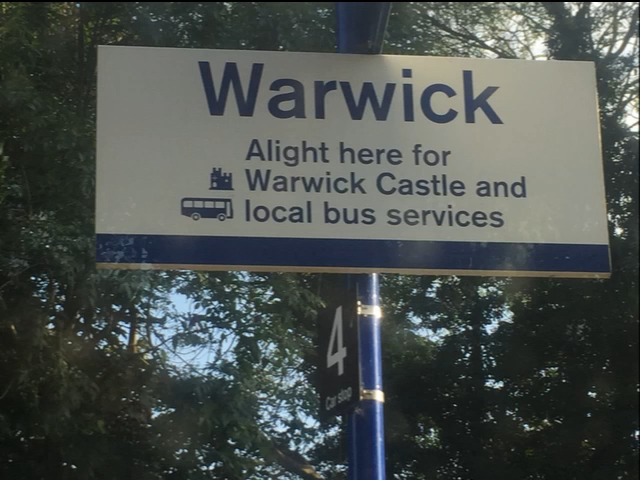 Warwick
Alight here for
Warwick Castle and
local bus services
4
Car stop